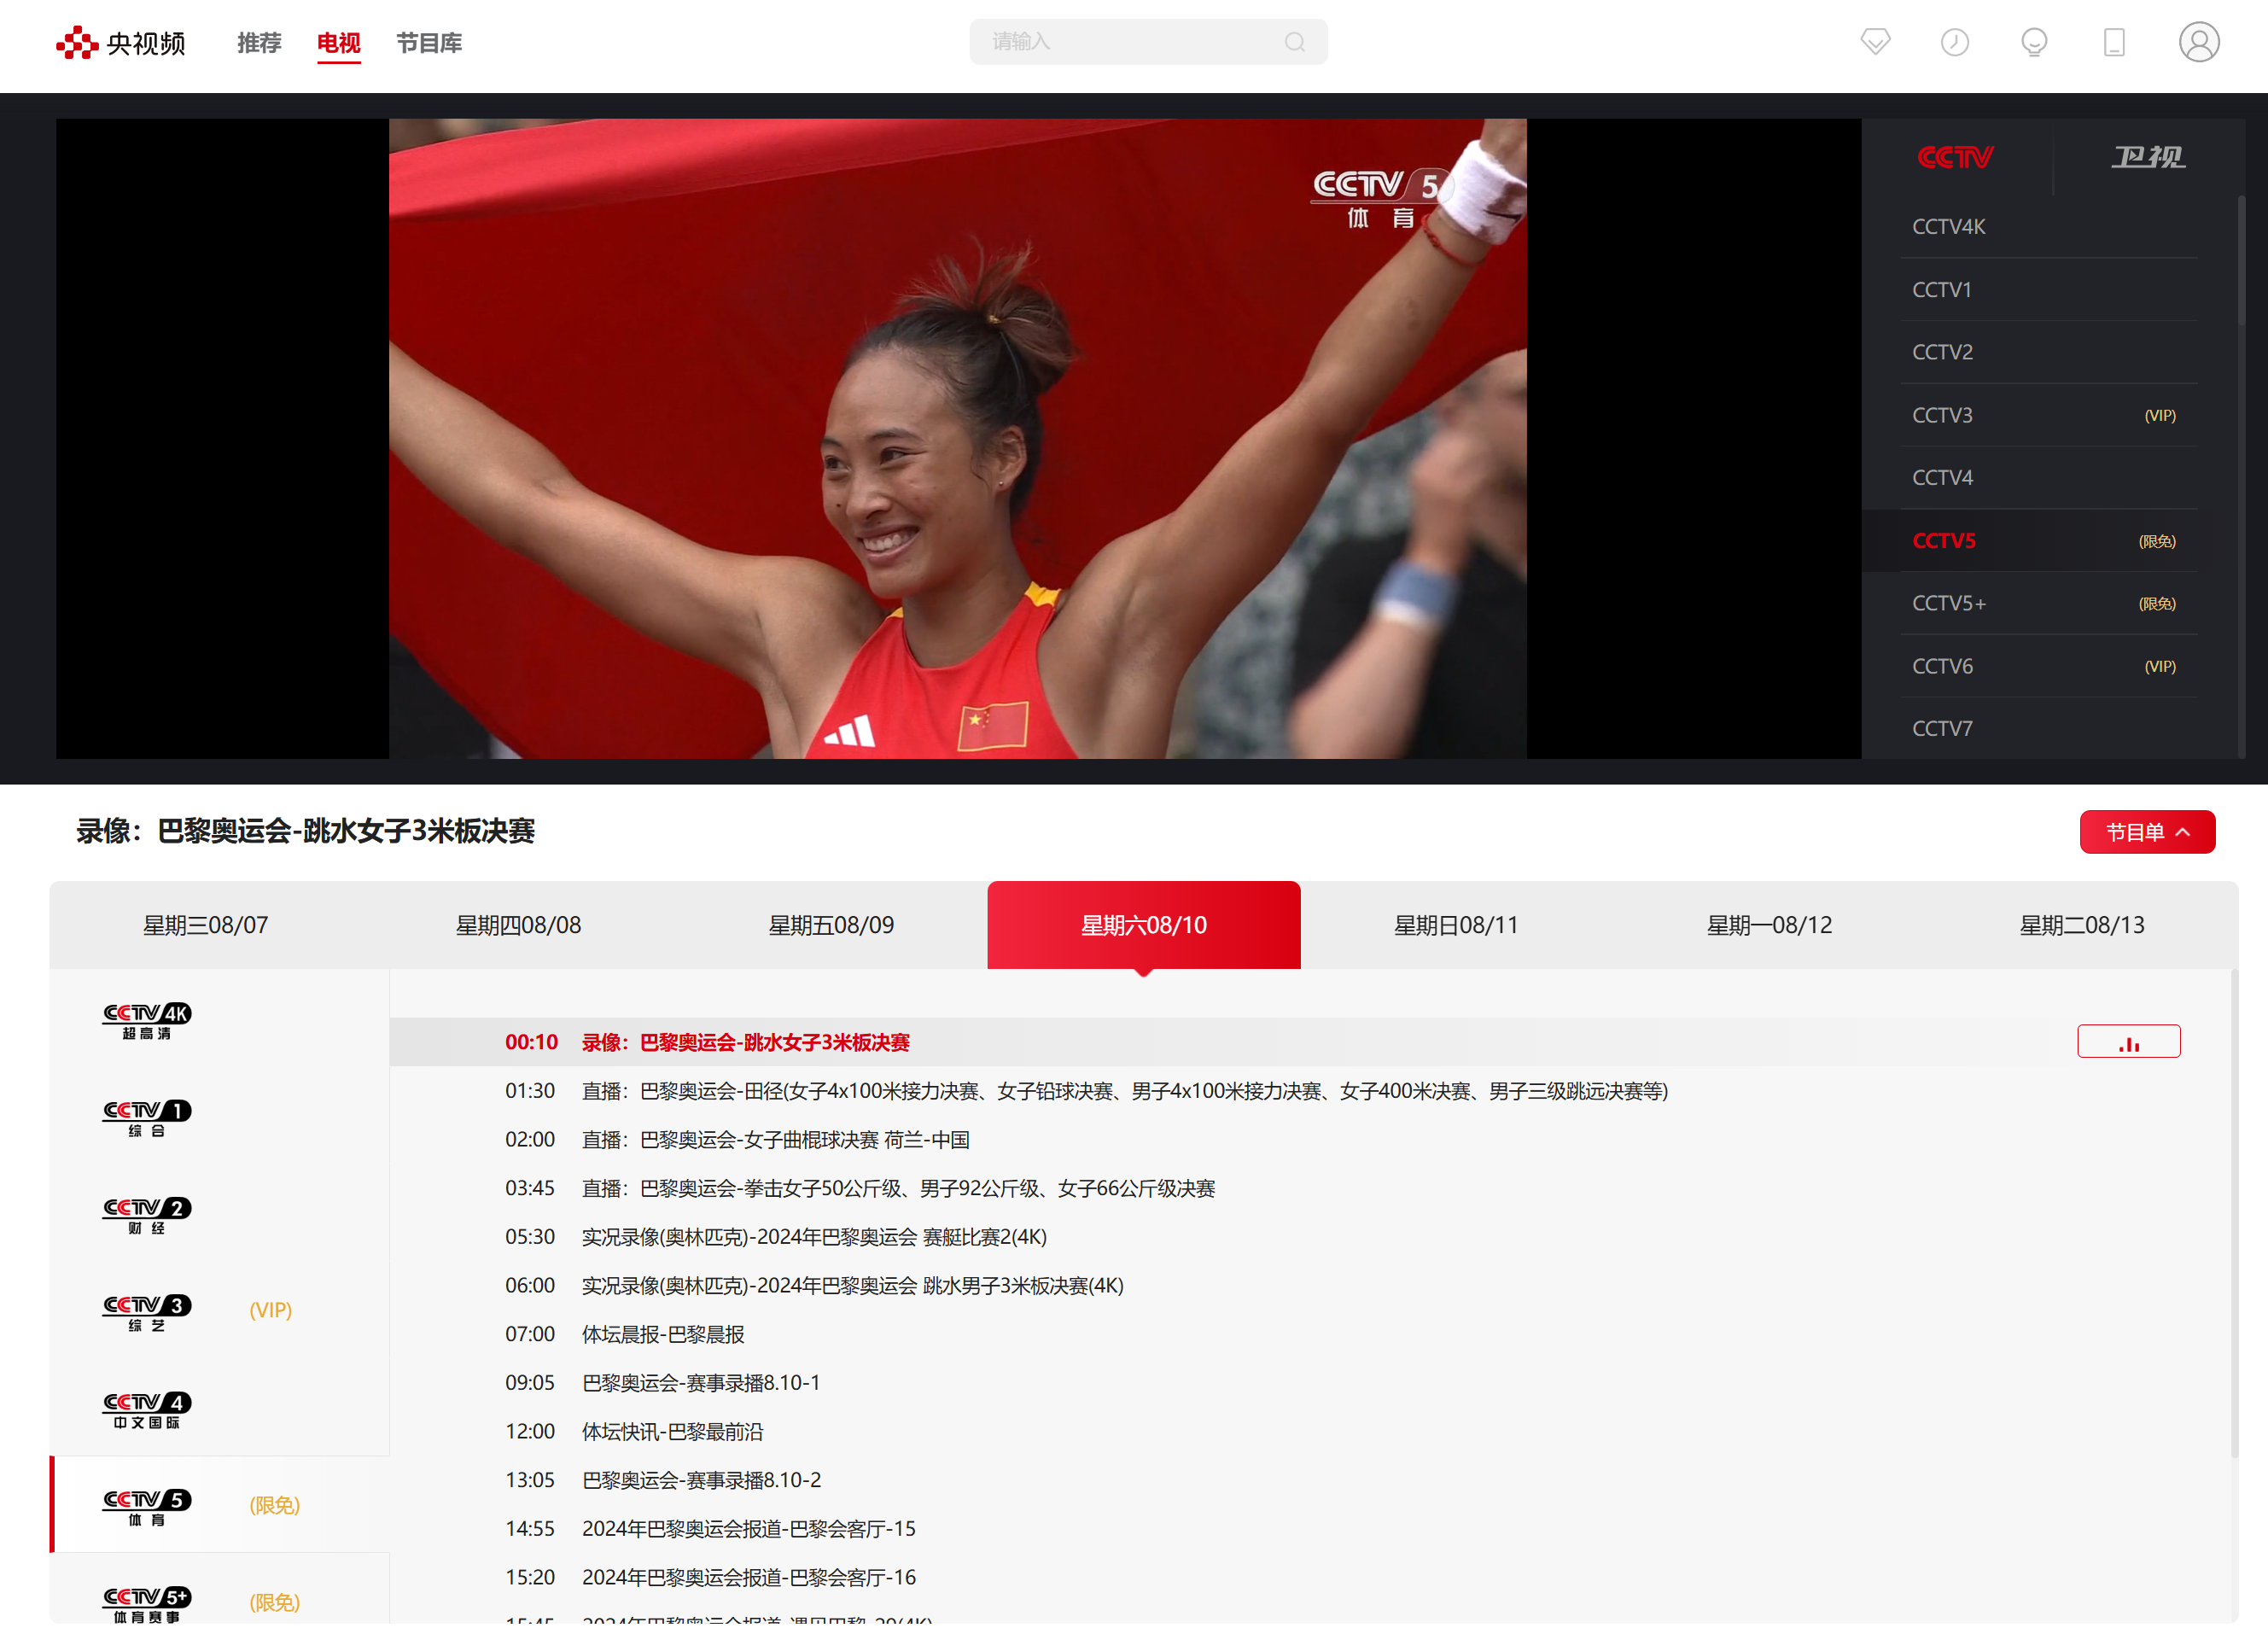 央视频 推荐 电视 节目库 请输入
CCTV 5
体 育
CCTV 卫视
CCTV4K
CCTV1
CCTV2
CCTV3 (VIP)
CCTV4
CCTV5 (限免)
CCTV5+ (限免)
CCTV6 (VIP)
CCTV7
录像：巴黎奥运会-跳水女子3米板决赛 节目单
星期三08/07 星期四08/08 星期五08/09 星期六08/10 星期日08/11 星期一08/12 星期二08/13
CCTV 4K
超高清
CCTV 1
综 合
CCTV 2
财 经
CCTV 3 (VIP)
综 艺
CCTV 4
中文国际
CCTV 5 (限免)
体 育
CCTV 5+ (限免)
体育赛事
00:10 录像：巴黎奥运会-跳水女子3米板决赛
01:30 直播：巴黎奥运会-田径(女子4x100米接力决赛、女子铅球决赛、男子4x100米接力决赛、女子400米决赛、男子三级跳远决赛等)
02:00 直播：巴黎奥运会-女子曲棍球决赛 荷兰-中国
03:45 直播：巴黎奥运会-拳击女子50公斤级、男子92公斤级、女子66公斤级决赛
05:30 实况录像(奥林匹克)-2024年巴黎奥运会 赛艇比赛2(4K)
06:00 实况录像(奥林匹克)-2024年巴黎奥运会 跳水男子3米板决赛(4K)
07:00 体坛晨报-巴黎晨报
09:05 巴黎奥运会-赛事录播8.10-1
12:00 体坛快讯-巴黎最前沿
13:05 巴黎奥运会-赛事录播8.10-2
14:55 2024年巴黎奥运会报道-巴黎会客厅-15
15:20 2024年巴黎奥运会报道-巴黎会客厅-16